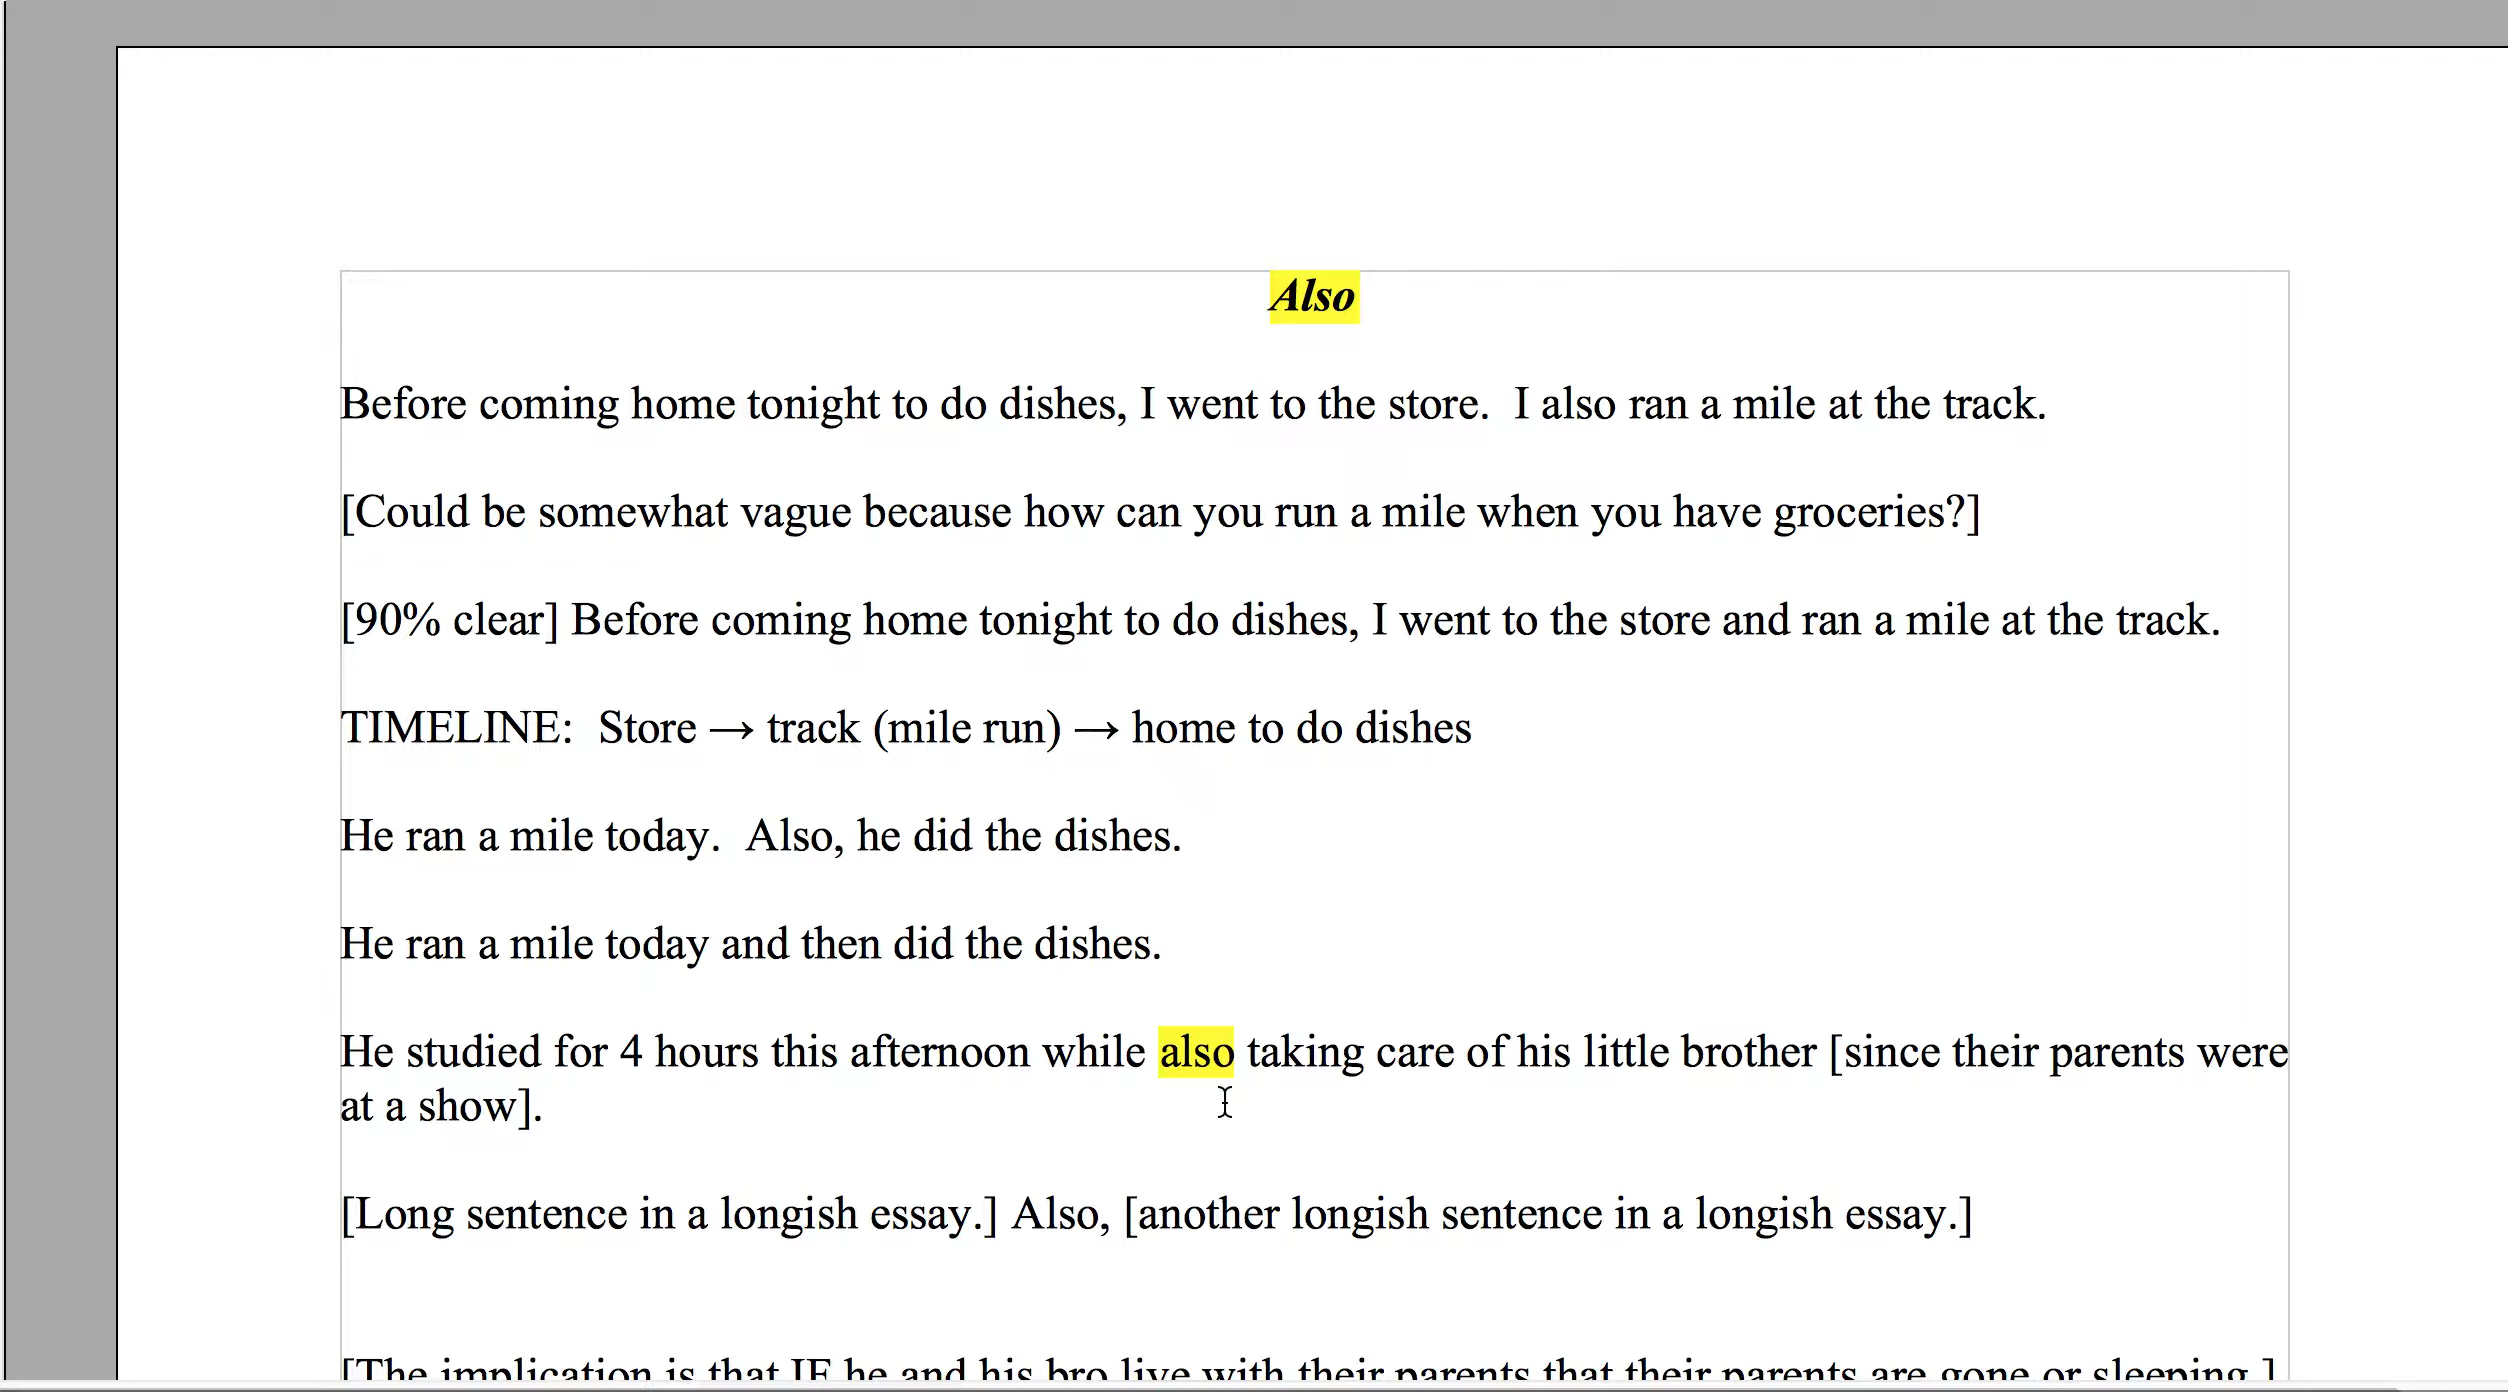 Also
Before coming home tonight to do dishes, I went to the store.  I also ran a mile at the track.
[Could be somewhat vague because how can you run a mile when you have groceries?]
[90% clear] Before coming home tonight to do dishes, I went to the store and ran a mile at the track.
TIMELINE:  Store → track (mile run) → home to do dishes
He ran a mile today.  Also, he did the dishes.
He ran a mile today and then did the dishes.
He studied for 4 hours this afternoon while also taking care of his little brother [since their parents were
at a show].
[Long sentence in a longish essay.] Also, [another longish sentence in a longish essay.]
[The implication is that IF he and his bro live with their parents that their parents are gone or sleeping.]